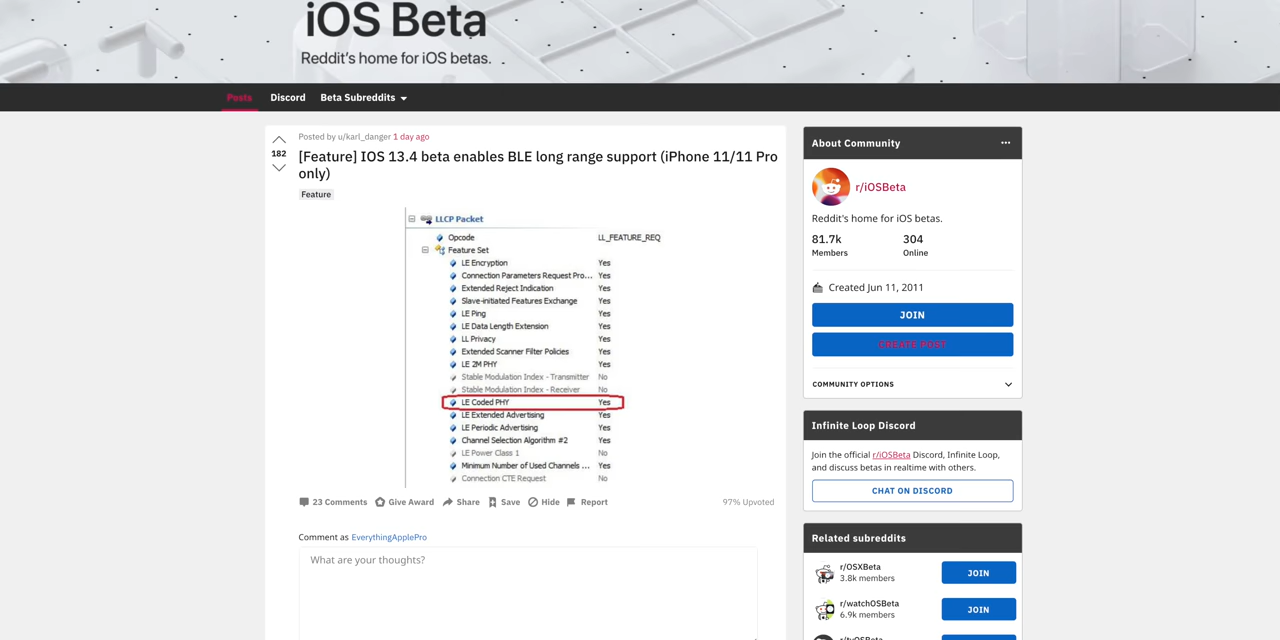 iOS Beta
Reddit's home for iOS betas.
Posts Discord Beta Subreddits
Posted by u/karl_danger 1 day ago
182
[Feature] IOS 13.4 beta enables BLE long range support (iPhone 11/11 Pro
only)
Feature
LLCP Packet
Opcode LL_FEATURE_REQ
Feature Set
LE Encryption Yes
Connection Parameters Request Pro... Yes
Extended Reject Indication Yes
Slave-initiated Features Exchange Yes
LE Ping Yes
LE Data Length Extension Yes
LL Privacy Yes
Extended Scanner Filter Policies Yes
LE 2M PHY Yes
Stable Modulation Index - Transmitter No
Stable Modulation Index - Receiver No
LE Coded PHY Yes
LE Extended Advertising Yes
LE Periodic Advertising Yes
Channel Selection Algorithm #2 Yes
LE Power Class 1 No
Minimum Number of Used Channels ... Yes
Connection CTE Request No
23 Comments Give Award Share Save Hide Report 97% Upvoted
Comment as EverythingApplePro
What are your thoughts?
About Community
r/iOSBeta
Reddit's home for iOS betas.
81.7k 304
Members Online
Created Jun 11, 2011
JOIN
CREATE POST
COMMUNITY OPTIONS
Infinite Loop Discord
Join the official r/iOSBeta Discord, Infinite Loop,
and discuss betas in realtime with others.
CHAT ON DISCORD
Related subreddits
r/OSXBeta
3.8k members
JOIN
r/watchOSBeta
6.9k members
JOIN